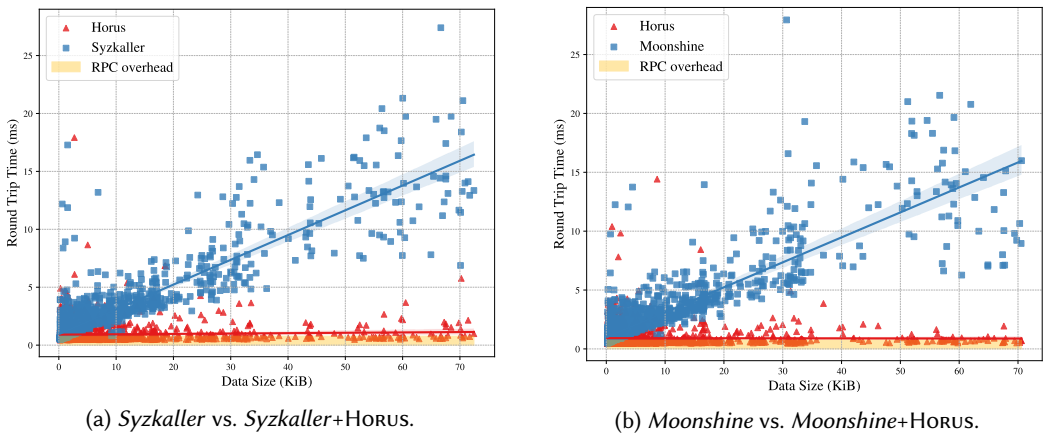 Horus
Syzkaller
RPC overhead
25
20
15
10
5
0
Round Trip Time (ms)
0 10 20 30 40 50 60 70
Data Size (KiB)
(a) Syzkaller vs. Syzkaller+HORUS.
Horus
Moonshine
RPC overhead
25
20
15
10
5
0
Round Trip Time (ms)
0 10 20 30 40 50 60 70
Data Size (KiB)
(b) Moonshine vs. Moonshine+HORUS.